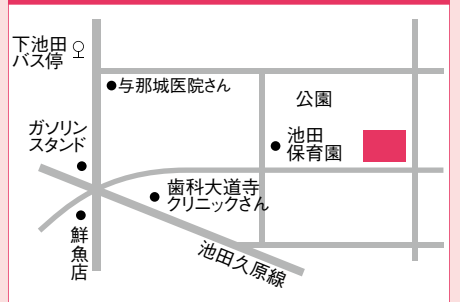 下池田
バス停
●与那城医院さん
公園
ガソリン
スタンド
●池田
保育園
●歯科大道寺
クリニックさん
鮮魚店
池田久原線